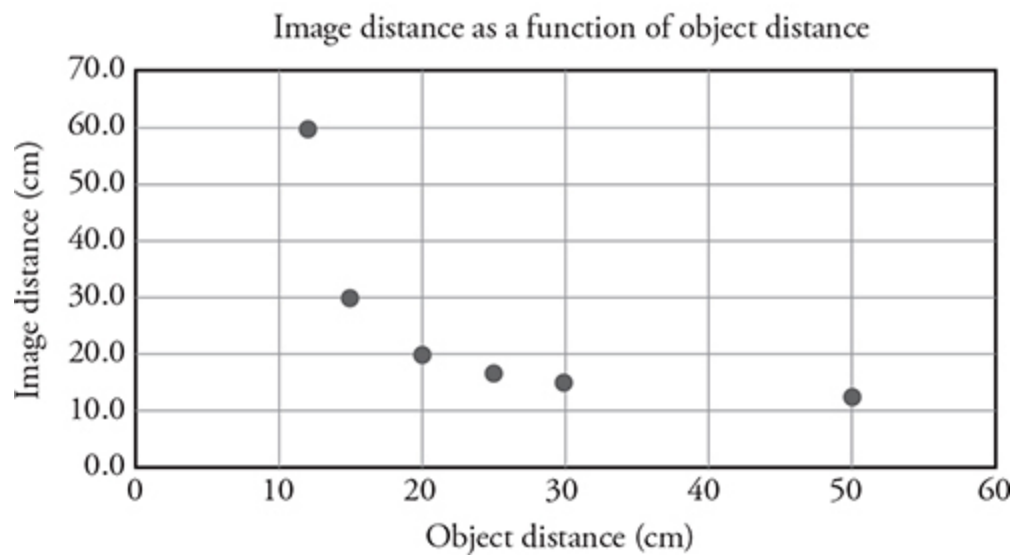 Image distance as a function of object distance
70.0
60.0
50.0
40.0
30.0
20.0
10.0
0.0
Image distance (cm)
0 10 20 30 40 50 60
Object distance (cm)